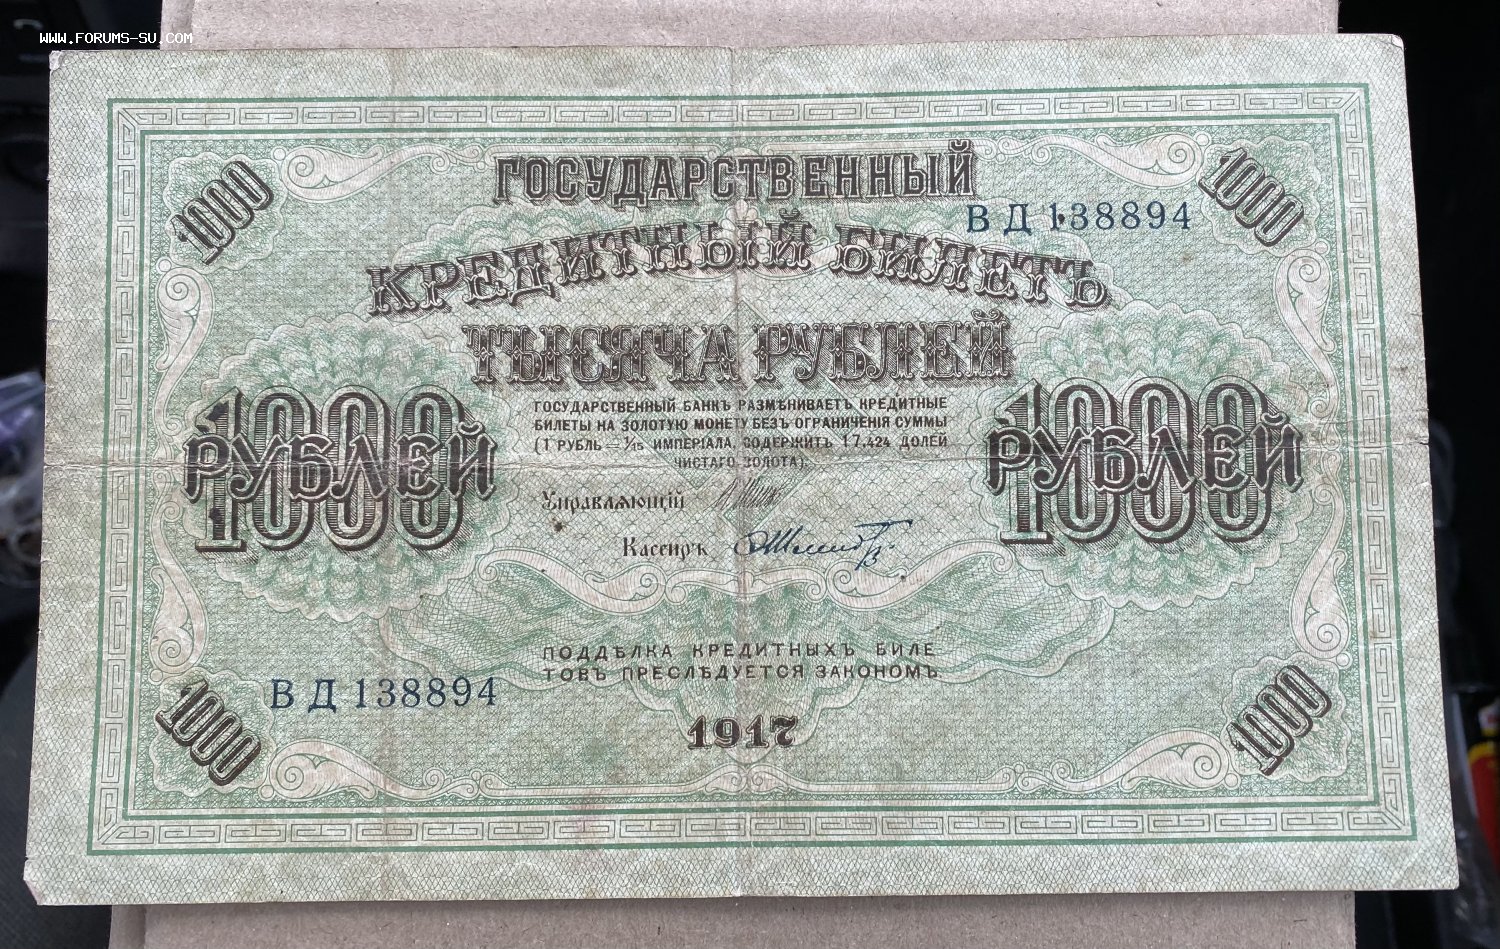 WWW.FORUMS-SU.COM
ГОСУДАРСТВЕННЫЙ
1000
1000
ВД 138894
КРЕДИТНЫЙ БИЛЕТЪ
ТЫСЯЧА РУБЛЕЙ
1000
РУБЛЕЙ
ГОСУДАРСТВЕННЫЙ БАНКЪ РАЗМѢНИВАЕТЪ КРЕДИТНЫЕ
БИЛЕТЫ НА ЗОЛОТУЮ МОНЕТУ БЕЗЪ ОГРАНИЧЕНІЯ СУММЫ
(1 РУБЛЬ = 1/15 ИМПЕРІАЛА, СОДЕРЖИТЪ 17,424 ДОЛЕЙ
ЧИСТАГО ЗОЛОТА).
1000
РУБЛЕЙ
Управляющій
Кассиръ
ПОДДѢЛКА КРЕДИТНЫХЪ БИЛЕ-
ТОВЪ ПРЕСЛѢДУЕТСЯ ЗАКОНОМЪ.
ВД 138894
1917
1000
1000